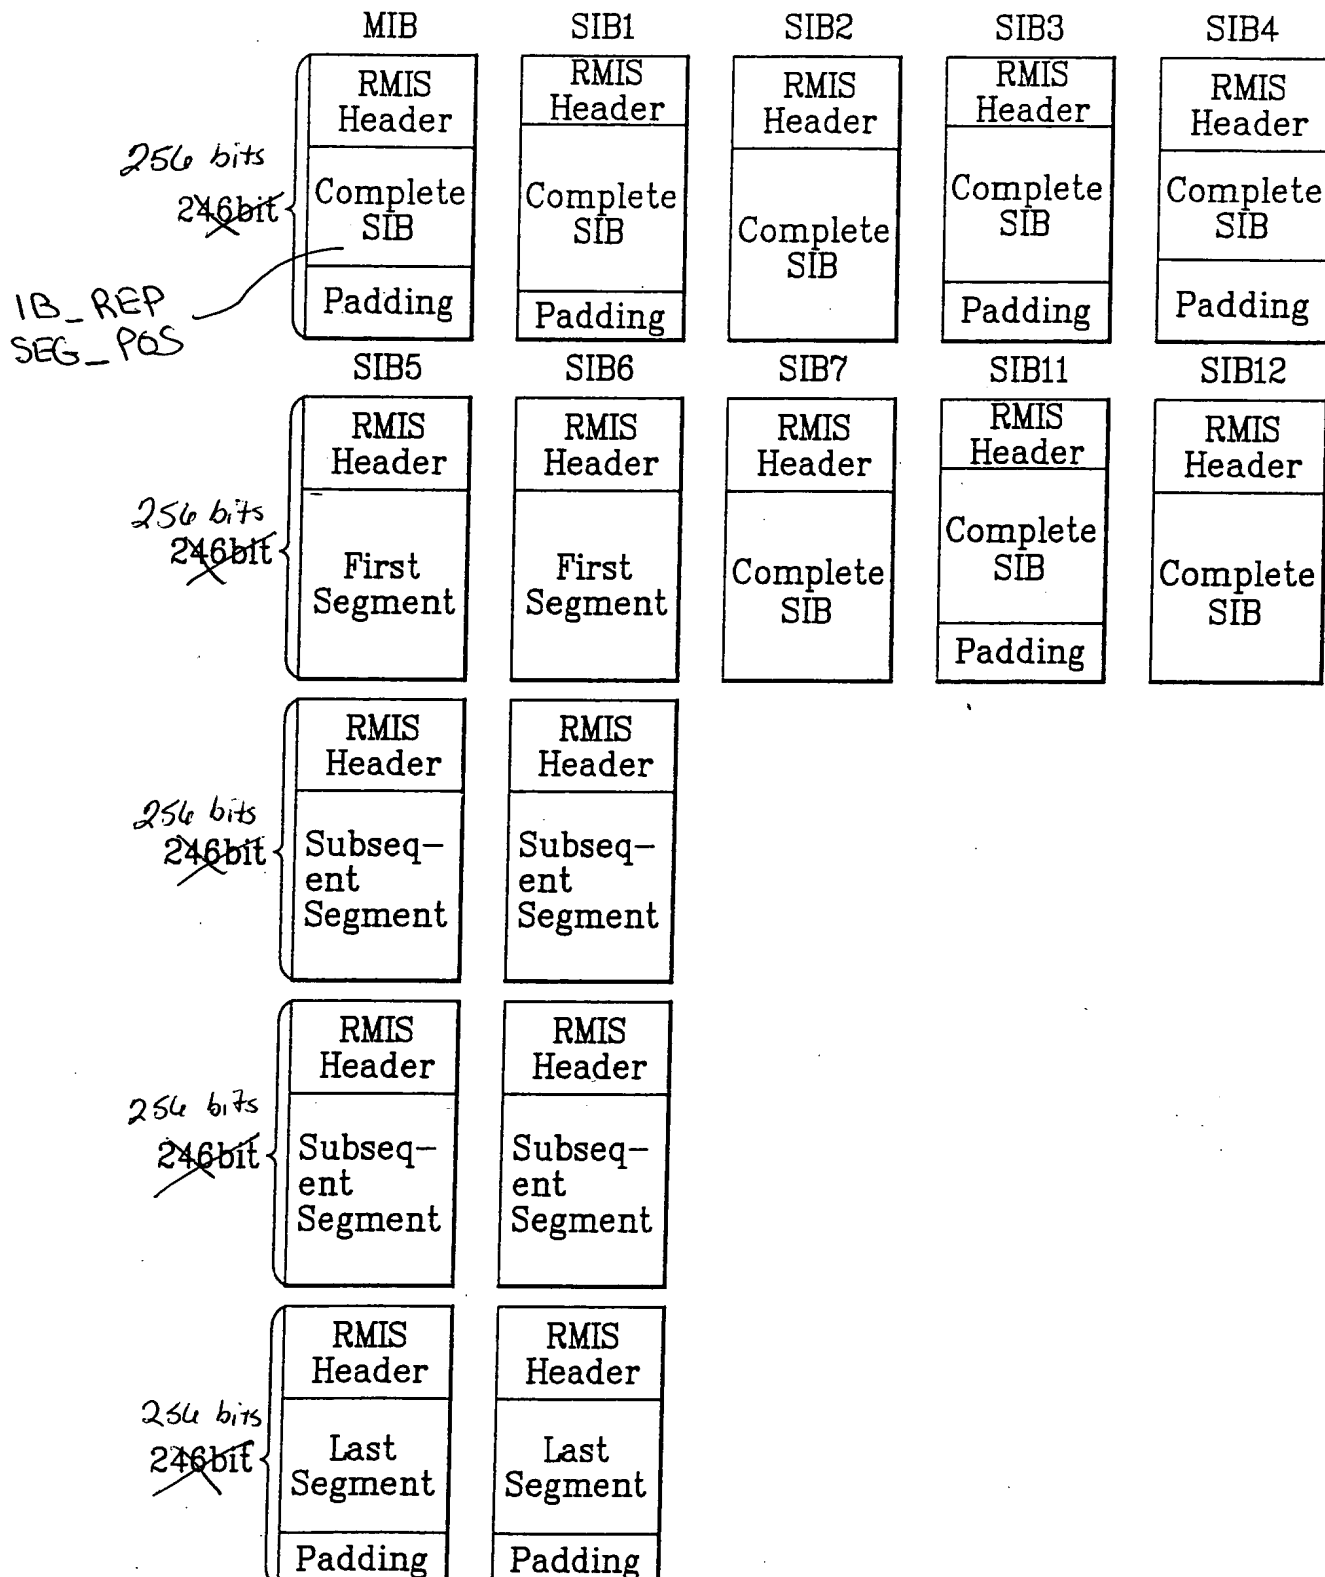 MIB SIB1 SIB2 SIB3 SIB4
RMIS Header
Complete SIB
Padding
RMIS Header
Complete SIB
Padding
RMIS Header
Complete SIB
RMIS Header
Complete SIB
Padding
RMIS Header
Complete SIB
Padding
256 bits
246bit
IB_REP
SEG_POS
SIB5 SIB6 SIB7 SIB11 SIB12
RMIS Header
First Segment
RMIS Header
First Segment
RMIS Header
Complete SIB
RMIS Header
Complete SIB
Padding
RMIS Header
Complete SIB
256 bits
246bit
RMIS Header
Subseq-
ent
Segment
RMIS Header
Subseq-
ent
Segment
256 bits
246bit
RMIS Header
Subseq-
ent
Segment
RMIS Header
Subseq-
ent
Segment
256 bits
246bit
RMIS Header
Last Segment
Padding
RMIS Header
Last Segment
Padding
256 bits
246bit